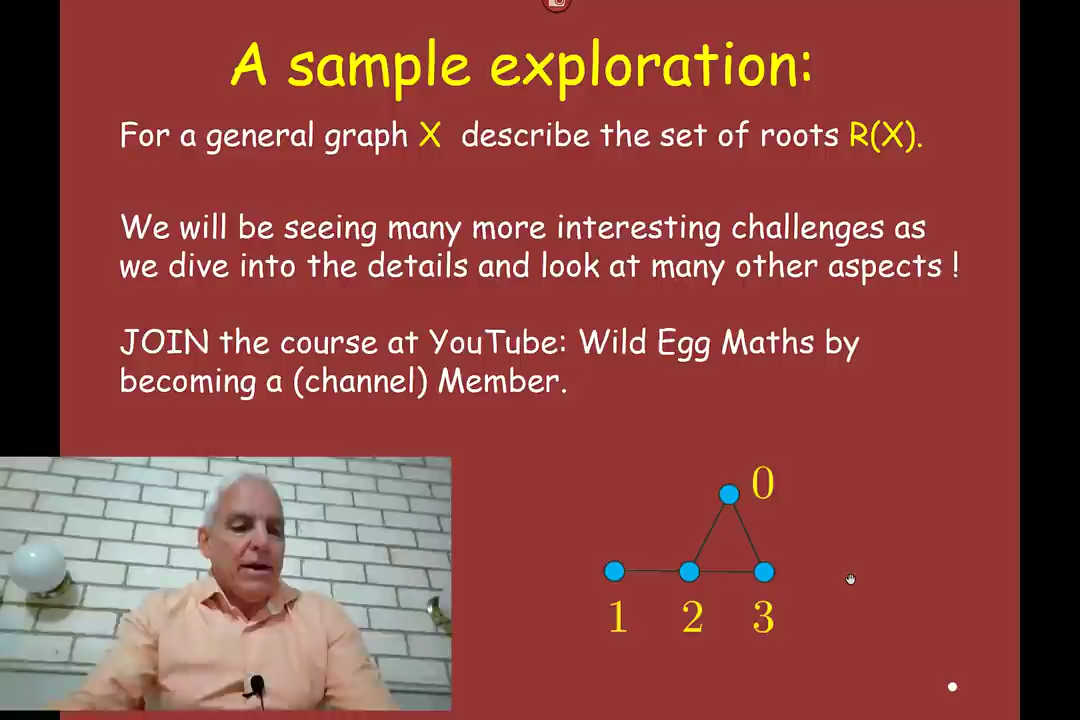 A sample exploration:
For a general graph X describe the set of roots R(X).
We will be seeing many more interesting challenges as
we dive into the details and look at many other aspects !
JOIN the course at YouTube: Wild Egg Maths by
becoming a (channel) Member.
0
1 2 3